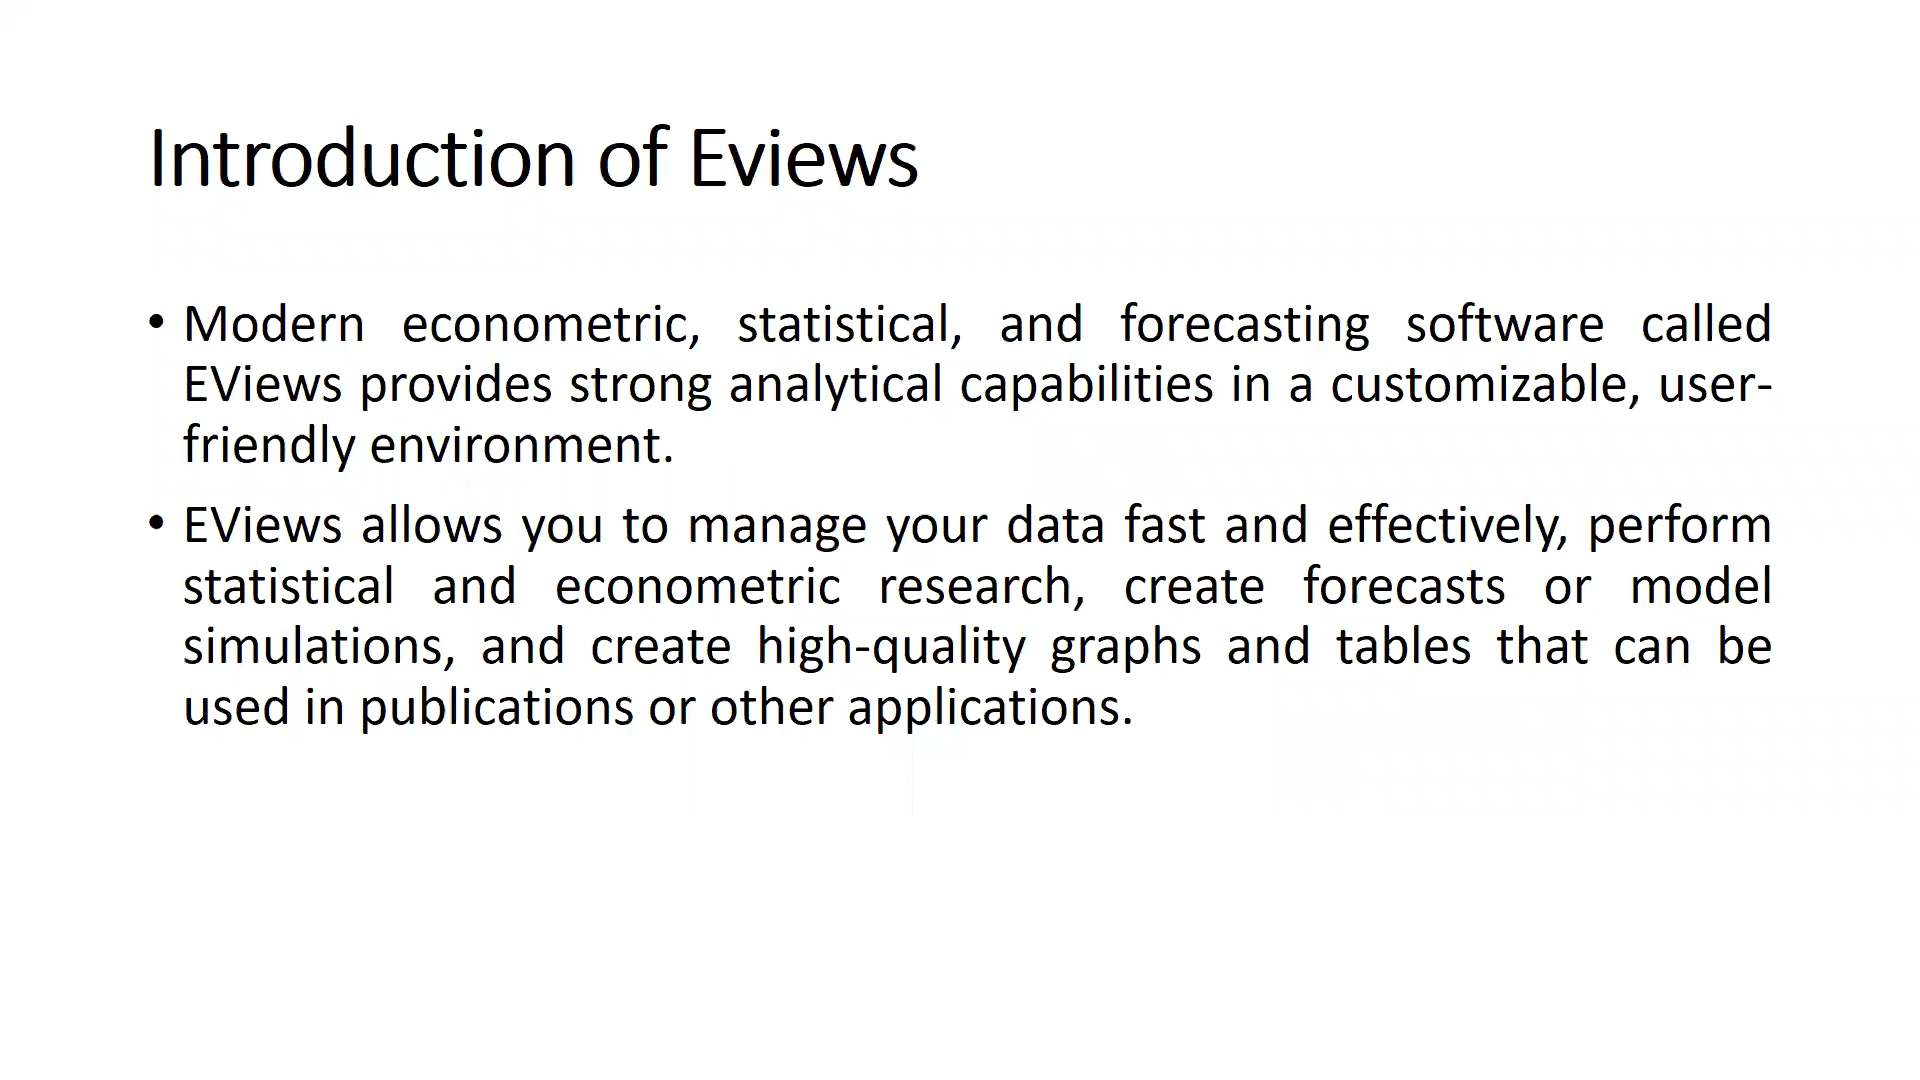 Introduction of Eviews
• Modern econometric, statistical, and forecasting software called
EViews provides strong analytical capabilities in a customizable, user-
friendly environment.
• EViews allows you to manage your data fast and effectively, perform
statistical and econometric research, create forecasts or model
simulations, and create high-quality graphs and tables that can be
used in publications or other applications.